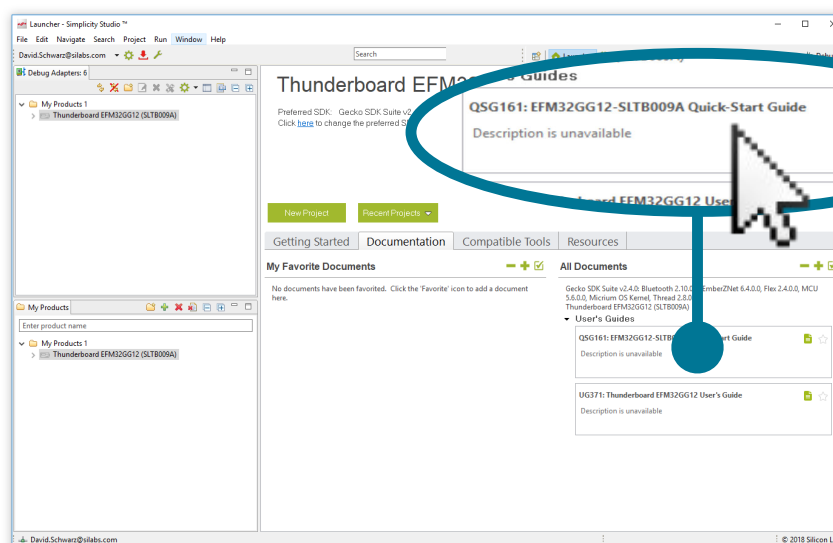 Launcher - Simplicity Studio ™
File Edit Navigate Search Project Run Window Help
David.Schwarz@silabs.com
Search
Debug Adapters: 6
My Products 1
Thunderboard EFM32GG12 (SLTB009A)
Thunderboard EFM
Preferred SDK: Gecko SDK Suite v2
Click here to change the preferred S
Guides
QSG161: EFM32GG12-SLTB009A Quick-Start Guide
Description is unavailable
board EFM32GG12 User
New Project
Recent Projects
Getting Started Documentation Compatible Tools Resources
My Favorite Documents
No documents have been favorited. Click the 'Favorite' icon to add a document
here.
All Documents
Gecko SDK Suite v2.4.0: Bluetooth 2.10.0 EmberZNet 6.4.0.0, Flex 2.4.0.0, MCU
5.6.0.0, Micrium OS Kernel, Thread 2.8.0
Thunderboard EFM32GG12 (SLTB009A)
User's Guides
QSG161: EFM32GG12-SLTB art Guide
Description is unavailable
UG371: Thunderboard EFM32GG12 User's Guide
Description is unavailable
My Products
Enter product name
My Products 1
Thunderboard EFM32GG12 (SLTB009A)
David.Schwarz@silabs.com
© 2018 Silicon L